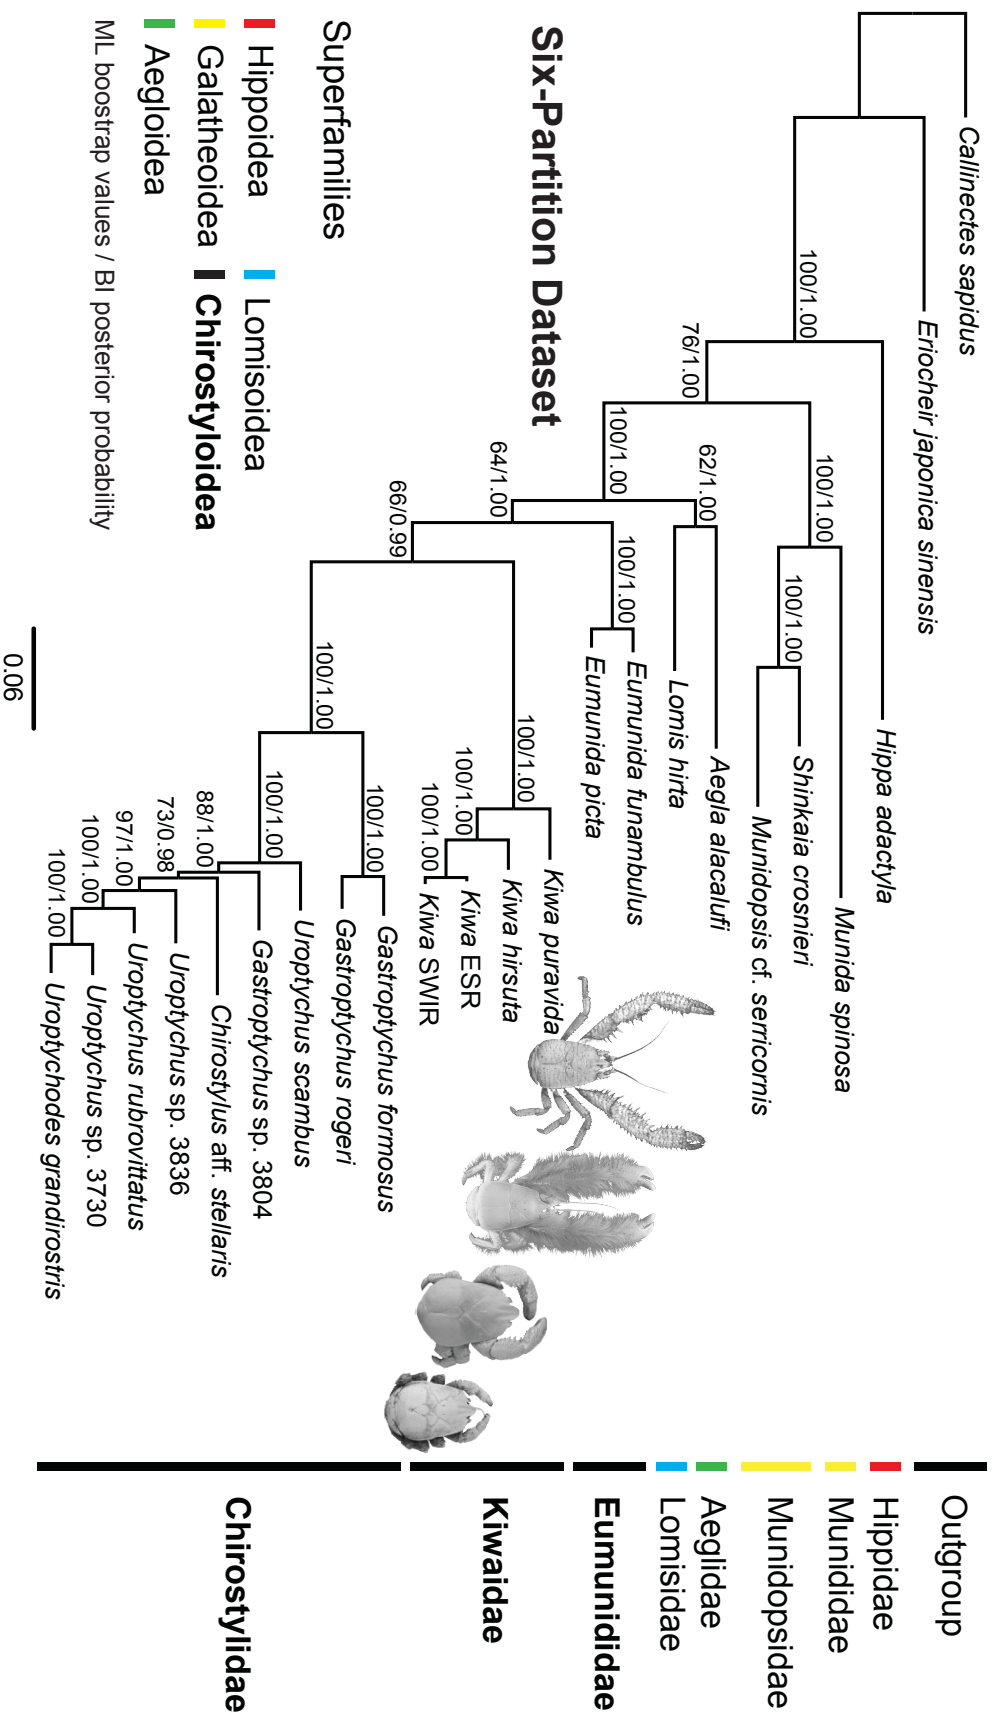 Callinectes sapidus
Eriocheir japonica sinensis
Hippa adactyla
Munida spinosa
Shinkaia crosnieri
Munidopsis cf. serricornis
Aegla alacalufi
Lomis hirta
Eumunida funambulus
Eumunida picta
Kiwa puravida
Kiwa hirsuta
Kiwa ESR
Kiwa SWIR
Gastroptychus formosus
Gastroptychus rogeri
Uroptychus scambus
Gastroptychus sp. 3804
Chirostylus aff. stellaris
Uroptychus sp. 3836
Uroptychus rubrovittatus
Uroptychus sp. 3730
Uroptychodes grandirostris
100/1.00
76/1.00
100/1.00
100/1.00
100/1.00
62/1.00
64/1.00
100/1.00
66/0.99
100/1.00
100/1.00
100/1.00
100/1.00
100/1.00
100/1.00
88/1.00
73/0.98
97/1.00
100/1.00
100/1.00
Outgroup
Hippidae
Munididae
Munidopsidae
Aeglidae
Lomisidae
Eumunididae
Kiwaidae
Chirostylidae
Six-Partition Dataset
Superfamilies
Hippoidea
Lomisoidea
Galatheoidea
Chirostyloidea
Aegloidea
ML boostrap values / BI posterior probability
0.06